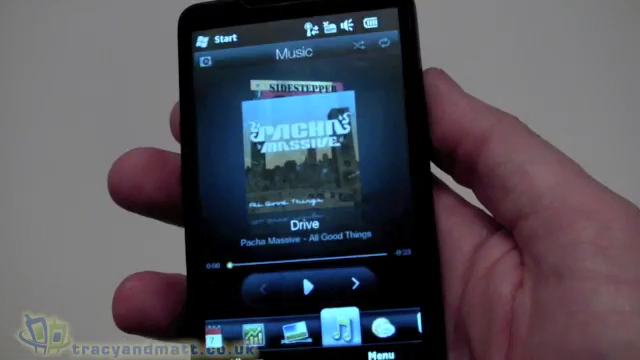 Start
Music
SIDESTEPPER
PACHA
MASSIVE
All Good Things
Drive
Pacha Massive - All Good Things
0:00
-0:23
7
Menu
tracyandmatt.co.uk